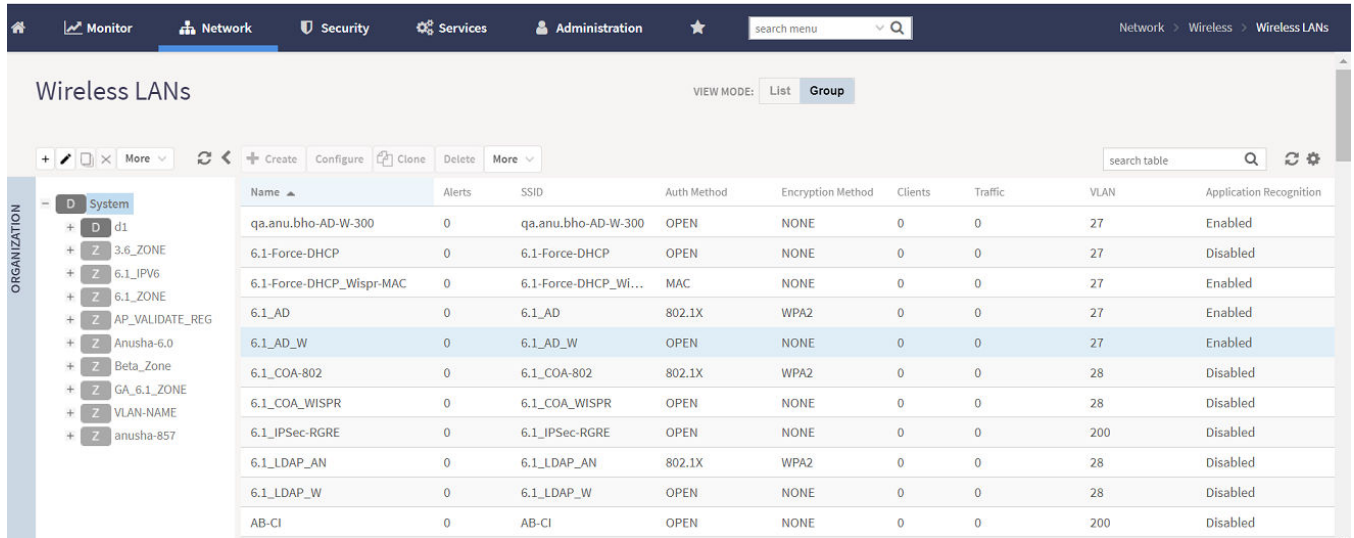 Monitor Network Security Services Administration search menu Network > Wireless > Wireless LANs
Wireless LANs
VIEW MODE: List Group
+ More + Create Configure Clone Delete More search table
ORGANIZATION
D System
D d1
Z 3.6_ZONE
Z 6.1_IPV6
Z 6.1_ZONE
Z AP_VALIDATE_REG
Z Anusha-6.0
Z Beta_Zone
Z GA_6.1_ZONE
Z VLAN-NAME
Z anusha-857
Name Alerts SSID Auth Method Encryption Method Clients Traffic VLAN Application Recognition
qa.anu.bho-AD-W-300 0 qa.anu.bho-AD-W-300 OPEN NONE 0 0 27 Enabled
6.1-Force-DHCP 0 6.1-Force-DHCP OPEN NONE 0 0 27 Disabled
6.1-Force-DHCP_Wispr-MAC 0 6.1-Force-DHCP_Wi... MAC NONE 0 0 27 Enabled
6.1_AD 0 6.1_AD 802.1X WPA2 0 0 27 Enabled
6.1_AD_W 0 6.1_AD_W OPEN NONE 0 0 27 Enabled
6.1_COA-802 0 6.1_COA-802 802.1X WPA2 0 0 28 Disabled
6.1_COA_WISPR 0 6.1_COA_WISPR OPEN NONE 0 0 28 Disabled
6.1_IPSec-RGRE 0 6.1_IPSec-RGRE OPEN NONE 0 0 200 Disabled
6.1_LDAP_AN 0 6.1_LDAP_AN 802.1X WPA2 0 0 28 Disabled
6.1_LDAP_W 0 6.1_LDAP_W OPEN NONE 0 0 28 Disabled
AB-CI 0 AB-CI OPEN NONE 0 0 200 Disabled